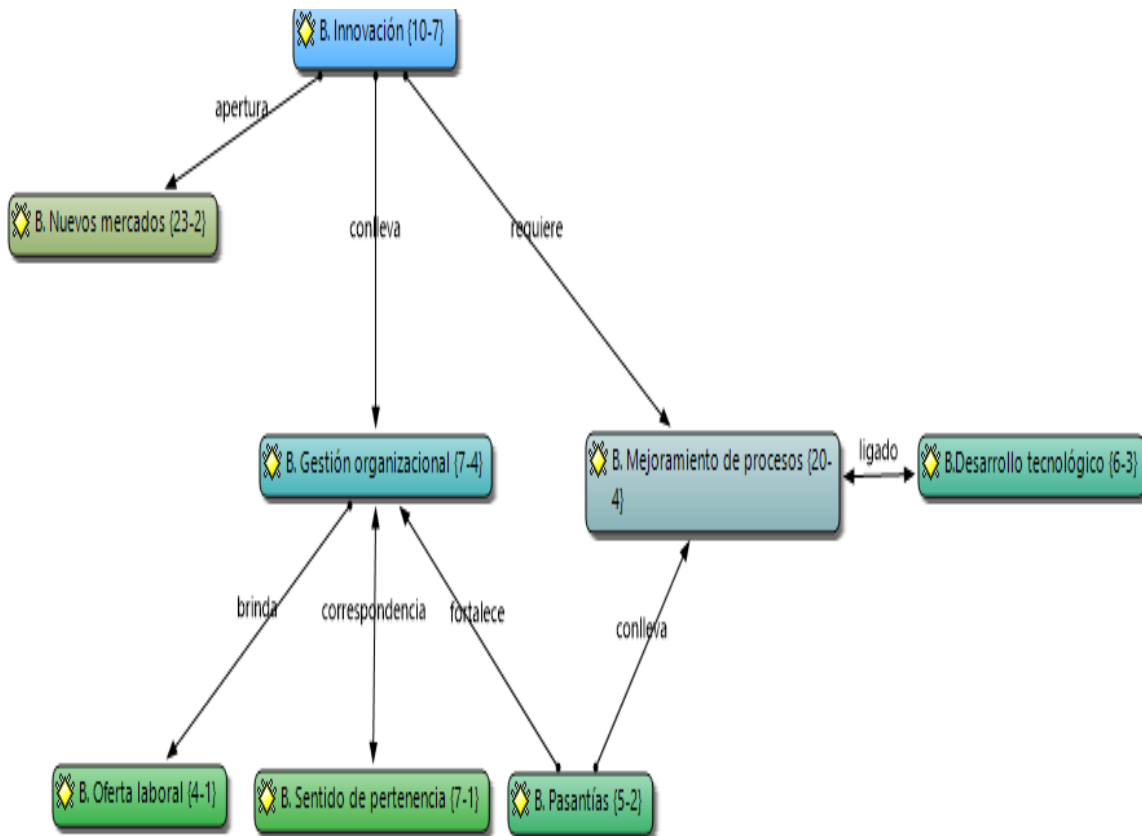 B. Innovación {10-7}
apertura
B. Nuevos mercados {23-2}
conlleva
requiere
B. Gestión organizacional {7-4}
B. Mejoramiento de procesos {20-
4}
ligado
B.Desarrollo tecnológico {6-3}
brinda
correspondencia
fortalece
conlleva
B. Oferta laboral {4-1}
B. Sentido de pertenencia {7-1}
B. Pasantías {5-2}